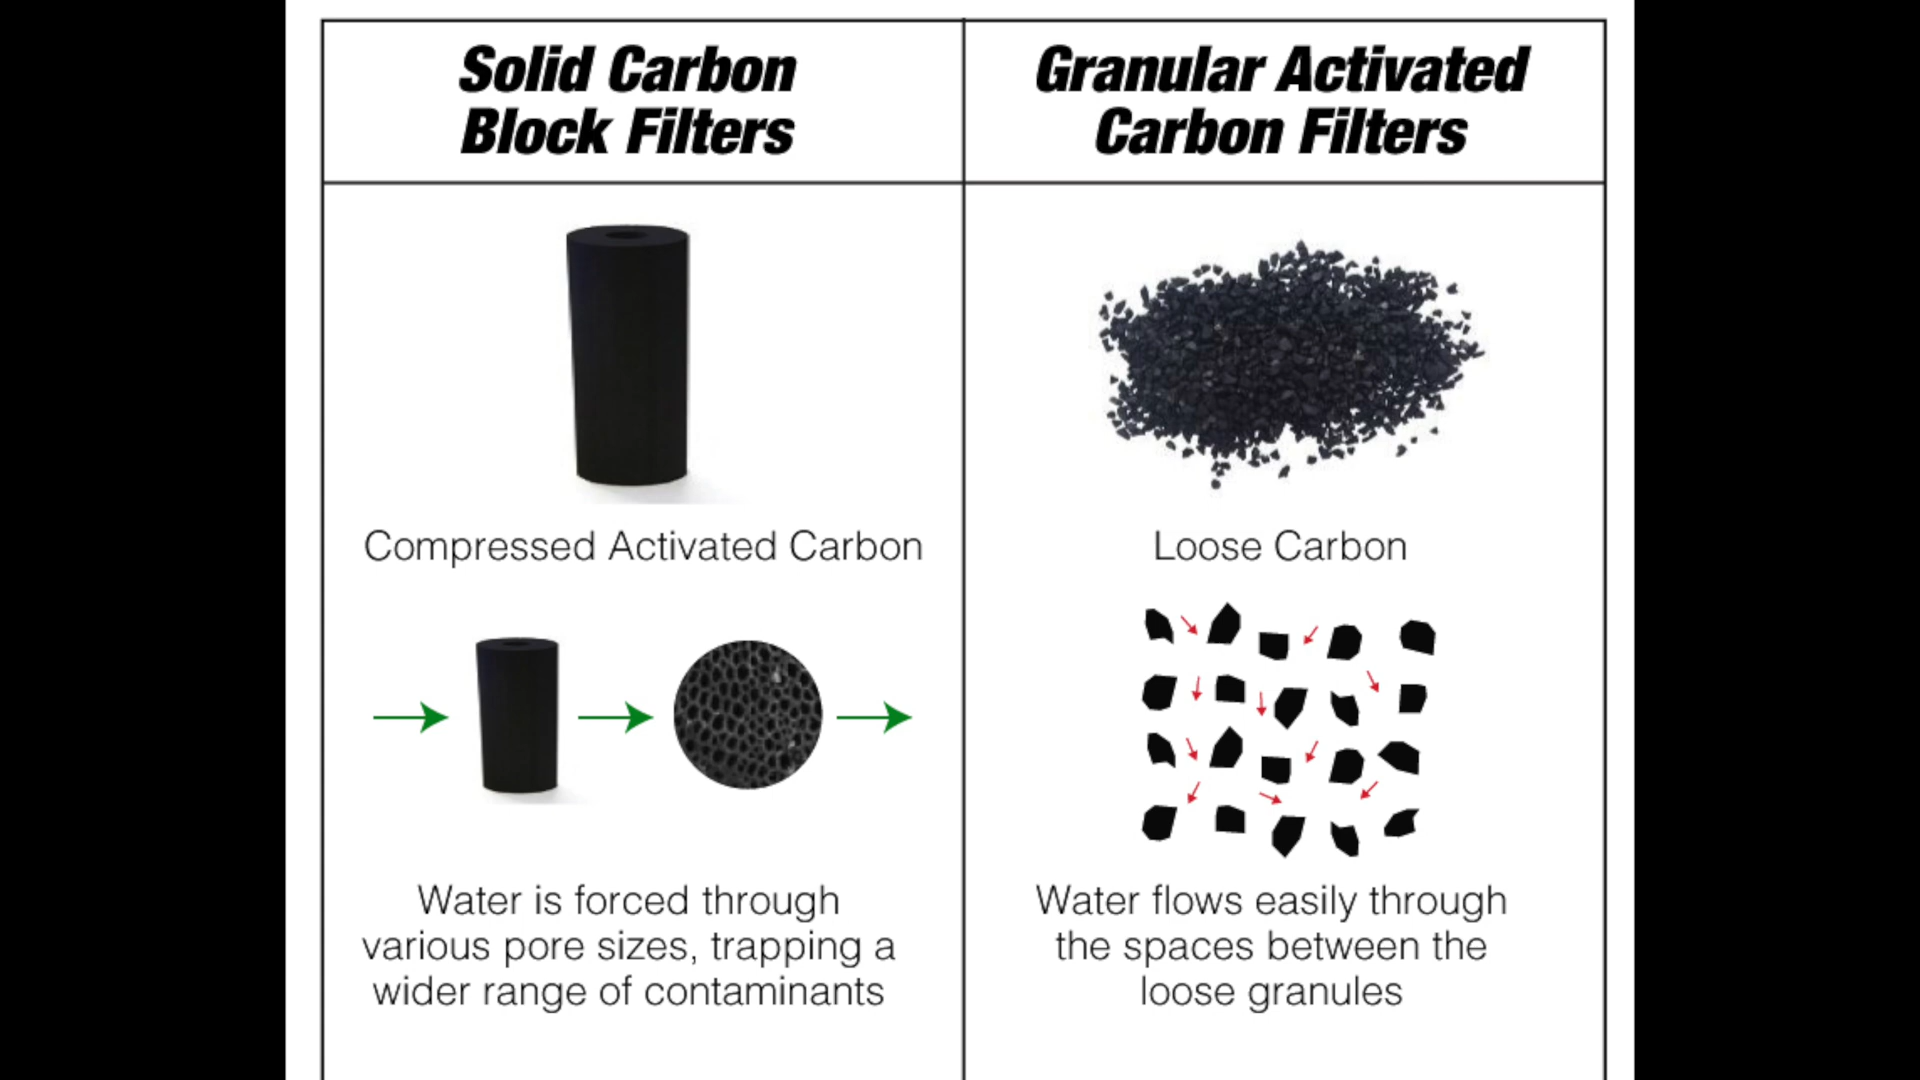 Solid Carbon
Block Filters
Granular Activated
Carbon Filters
Compressed Activated Carbon
Loose Carbon
Water is forced through
various pore sizes, trapping a
wider range of contaminants
Water flows easily through
the spaces between the
loose granules